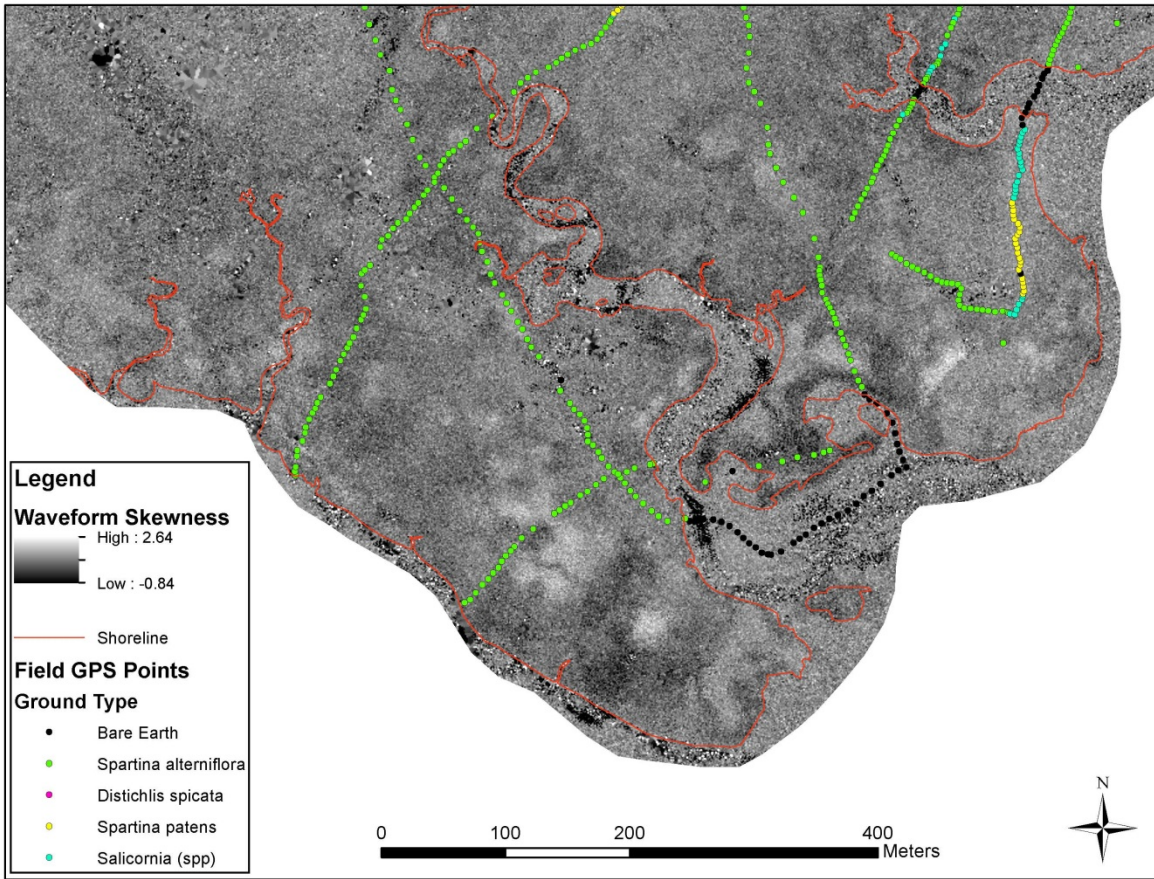 Legend
Waveform Skewness
High : 2.64
Low : -0.84
Shoreline
Field GPS Points
Ground Type
Bare Earth
Spartina alterniflora
Distichlis spicata
Spartina patens
Salicornia (spp)
0 100 200 400
Meters
N